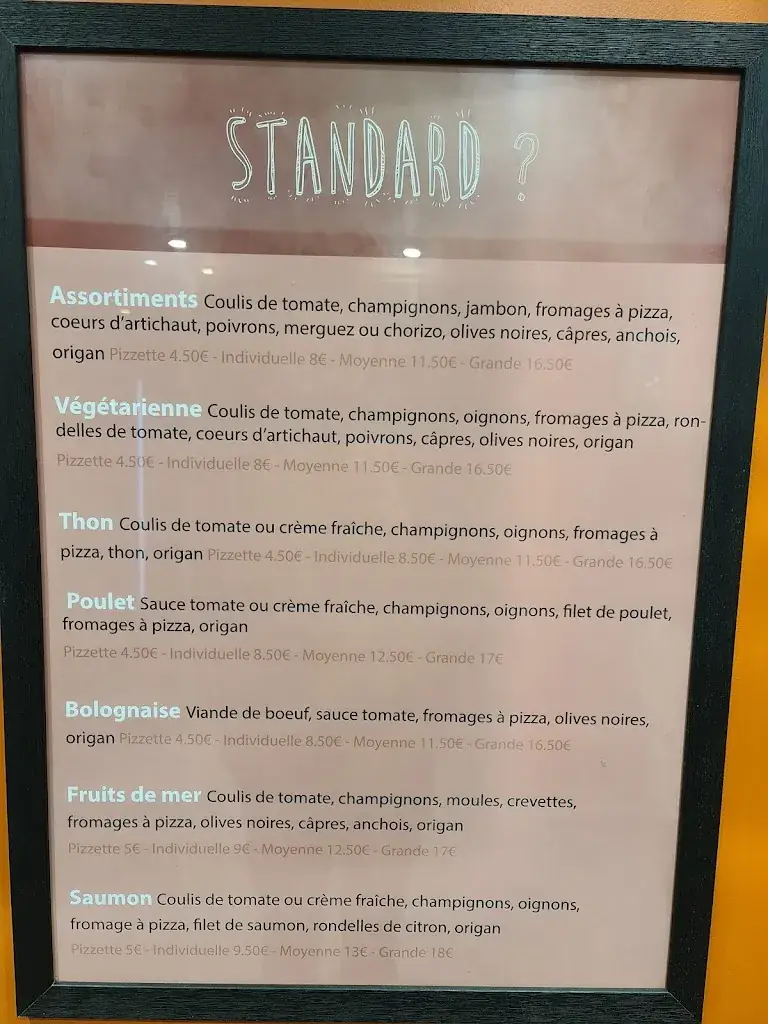 STANDARD ?
Assortiments Coulis de tomate, champignons, jambon, fromages à pizza,
coeurs d'artichaut, poivrons, merguez ou chorizo, olives noires, câpres, anchois,
origan Pizzette 4.50€ - Individuelle 8€ - Moyenne 11.50€ - Grande 16.50€
Végétarienne Coulis de tomate, champignons, oignons, fromages à pizza, ron-
delles de tomate, coeurs d'artichaut, poivrons, câpres, olives noires, origan
Pizzette 4.50€ - Individuelle 8€ - Moyenne 11.50€ - Grande 16.50€
Thon Coulis de tomate ou crème fraîche, champignons, oignons, fromages à
pizza, thon, origan Pizzette 4.50€ - Individuelle 8.50€ - Moyenne 11.50€ - Grande 16.50€
Poulet Sauce tomate ou crème fraîche, champignons, oignons, filet de poulet,
fromages à pizza, origan
Pizzette 4.50€ - Individuelle 8.50€ - Moyenne 12.50€ - Grande 17€
Bolognaise Viande de boeuf, sauce tomate, fromages à pizza, olives noires,
origan Pizzette 4.50€ - Individuelle 8.50€ - Moyenne 11.50€ - Grande 16.50€
Fruits de mer Coulis de tomate, champignons, moules, crevettes,
fromages à pizza, olives noires, câpres, anchois, origan
Pizzette 5€ - Individuelle 9€ - Moyenne 12.50€ - Grande 17€
Saumon Coulis de tomate ou crème fraîche, champignons, oignons,
fromage à pizza, filet de saumon, rondelles de citron, origan
Pizzette 5€ - Individuelle 9.50€ - Moyenne 13€ - Grande 18€